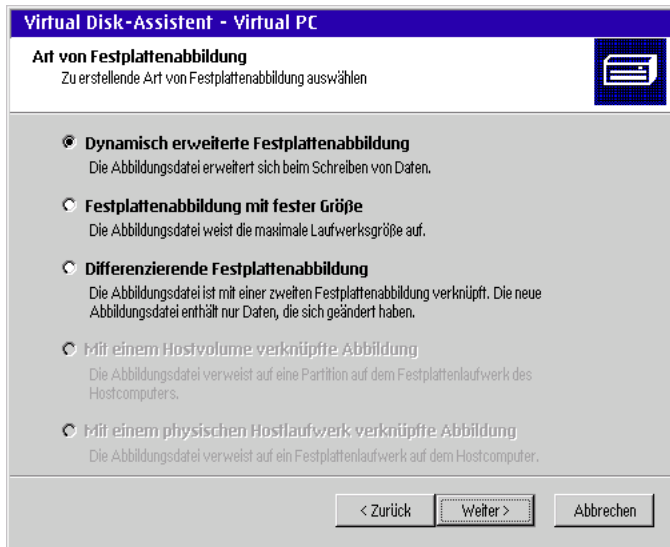 Virtual Disk-Assistent - Virtual PC
Art von Festplattenabbildung
Zu erstellende Art von Festplattenabbildung auswählen
Dynamisch erweiterte Festplattenabbildung
Die Abbildungsdatei erweitert sich beim Schreiben von Daten.
Festplattenabbildung mit fester Größe
Die Abbildungsdatei weist die maximale Laufwerksgröße auf.
Differenzierende Festplattenabbildung
Die Abbildungsdatei ist mit einer zweiten Festplattenabbildung verknüpft. Die neue
Abbildungsdatei enthält nur Daten, die sich geändert haben.
Mit einem Hostvolume verknüpfte Abbildung
Die Abbildungsdatei verweist auf eine Partition auf dem Festplattenlaufwerk des
Hostcomputers.
Mit einem physischen Hostlaufwerk verknüpfte Abbildung
Die Abbildungsdatei verweist auf ein Festplattenlaufwerk auf dem Hostcomputer.
< Zurück
Weiter >
Abbrechen